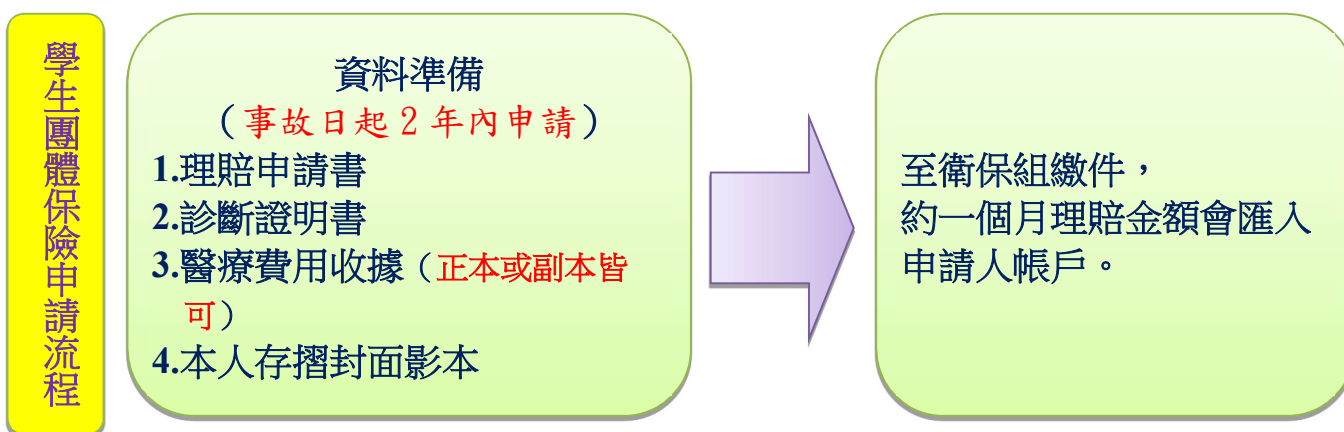 學生團體保險申請流程
資料準備
（事故日起 2 年內申請）
1.理賠申請書
2.診斷證明書
3.醫療費用收據（正本或副本皆
可）
4.本人存摺封面影本
至衛保組繳件，
約一個月理賠金額會匯入
申請人帳戶。